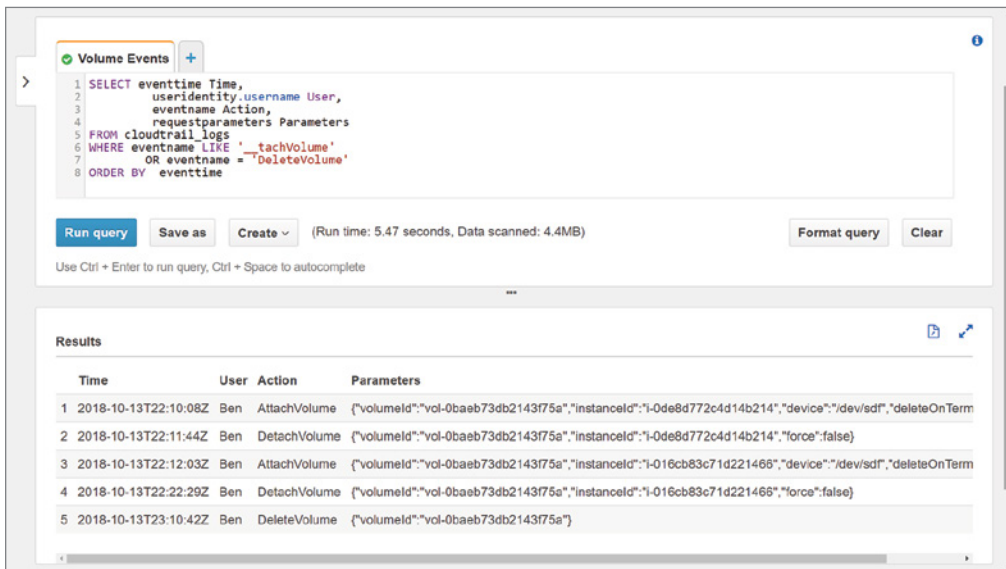 Volume Events +
1 SELECT eventtime Time,
2 useridentity.username User,
3 eventname Action,
4 requestparameters Parameters
5 FROM cloudtrail_logs
6 WHERE eventname LIKE '__tachVolume'
7 OR eventname = 'DeleteVolume'
8 ORDER BY eventtime
Run query Save as Create (Run time: 5.47 seconds, Data scanned: 4.4MB) Format query Clear
Use Ctrl + Enter to run query, Ctrl + Space to autocomplete
Results
Time User Action Parameters
1 2018-10-13T22:10:08Z Ben AttachVolume {"volumeId":"vol-0baeb73db2143f75a","instanceId":"i-0de8d772c4d14b214","device":"/dev/sdf","deleteOnTerm
2 2018-10-13T22:11:44Z Ben DetachVolume {"volumeId":"vol-0baeb73db2143f75a","instanceId":"i-0de8d772c4d14b214","force":false}
3 2018-10-13T22:12:03Z Ben AttachVolume {"volumeId":"vol-0baeb73db2143f75a","instanceId":"i-016cb83c71d221466","device":"/dev/sdf","deleteOnTerm
4 2018-10-13T22:22:29Z Ben DetachVolume {"volumeId":"vol-0baeb73db2143f75a","instanceId":"i-016cb83c71d221466","force":false}
5 2018-10-13T23:10:42Z Ben DeleteVolume {"volumeId":"vol-0baeb73db2143f75a"}